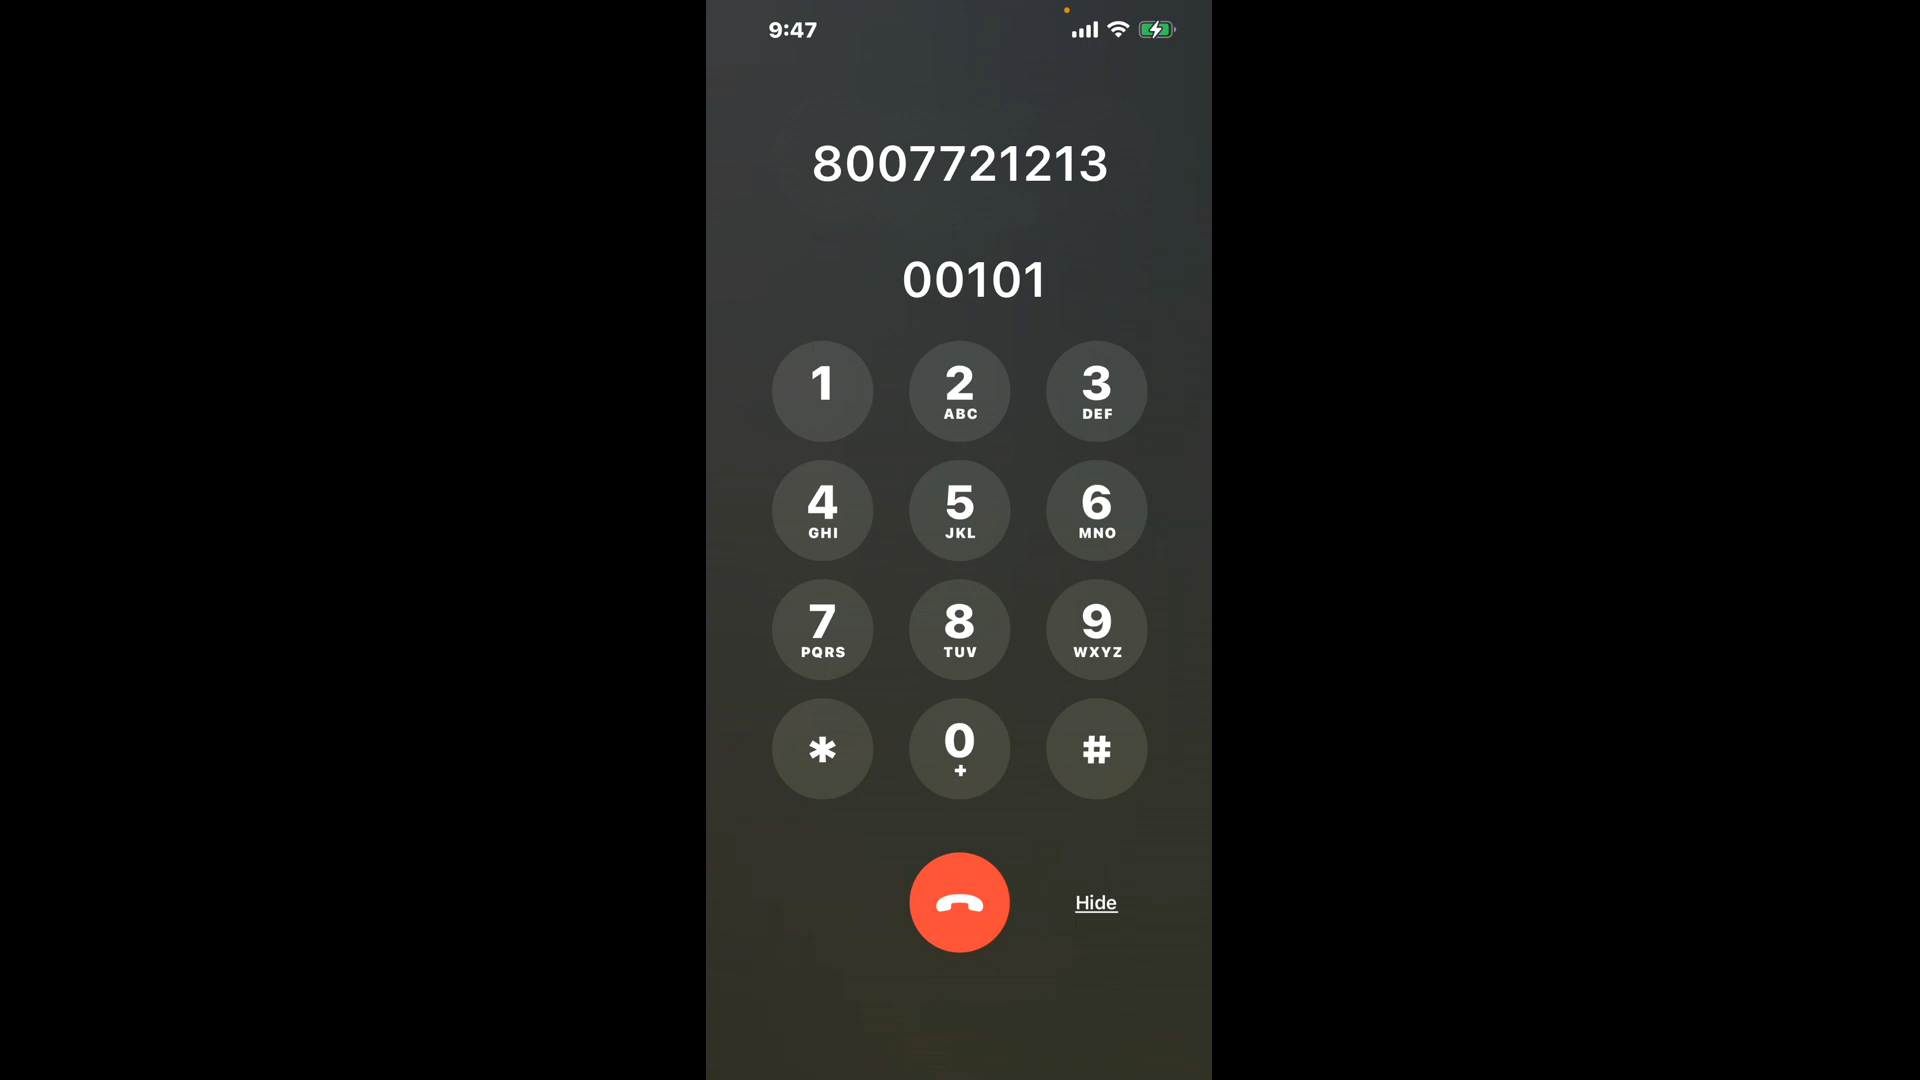 9:47
8007721213
00101
1 2 3
ABC DEF
4 5 6
GHI JKL MNO
7 8 9
PQRS TUV WXYZ
* 0 #
+
Hide